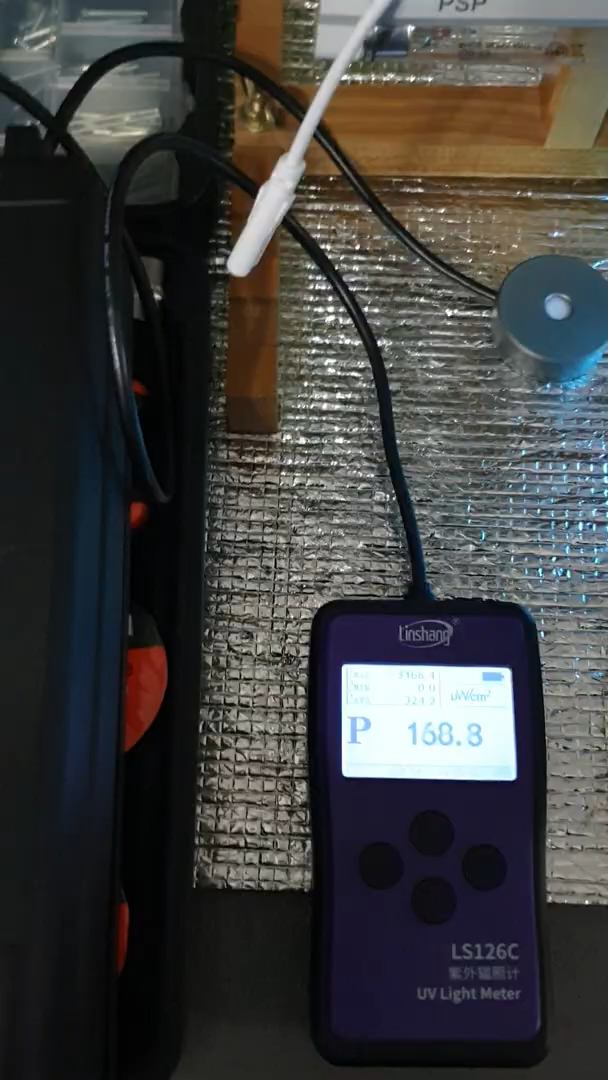 PSP
Linshang®
3166.4
0.0
324.2
uW/cm²
P 168.8
LS126C
紫外辐照计
UV Light Meter